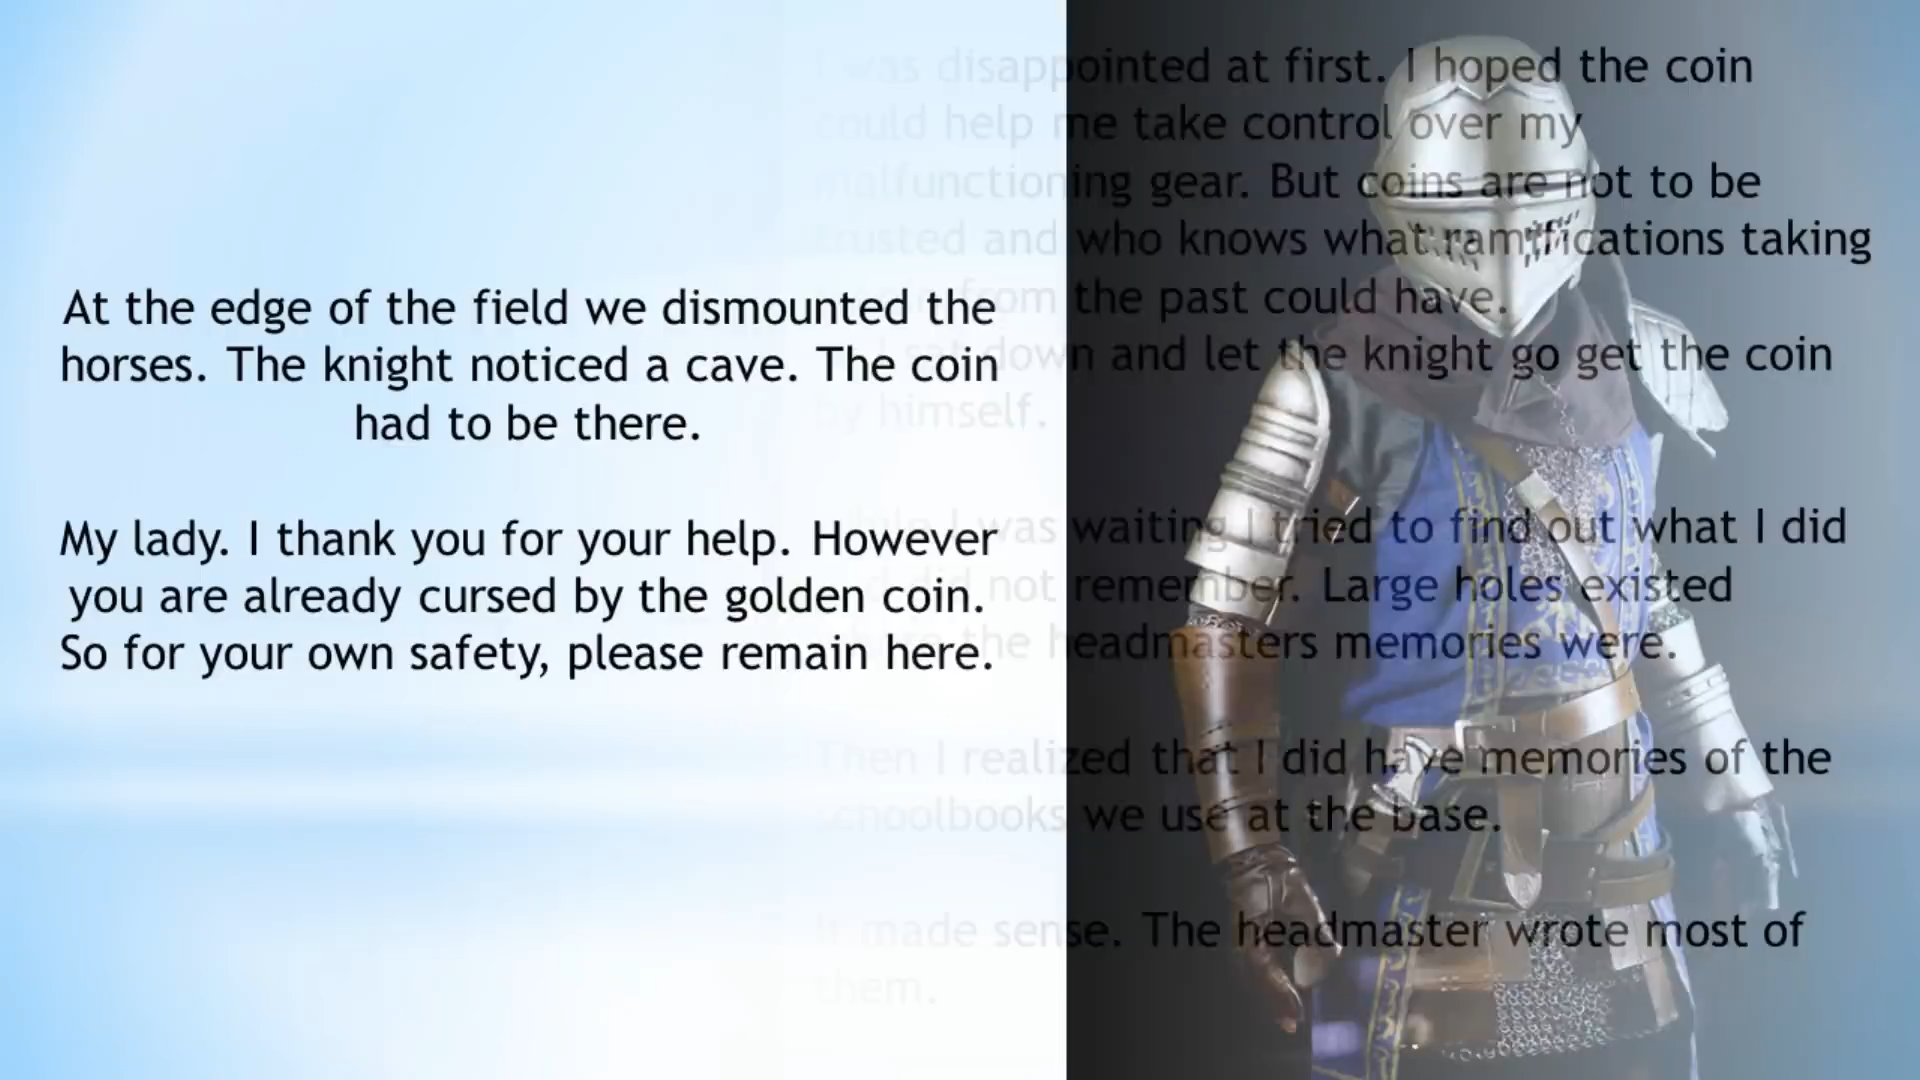 At the edge of the field we dismounted the
horses. The knight noticed a cave. The coin
had to be there.
My lady. I thank you for your help. However
you are already cursed by the golden coin.
So for your own safety, please remain here.
I was disappointed at first. I hoped the coin
could help me take control over my
malfunctioning gear. But coins are not to be
trusted and who knows what ramifications taking
from the past could have.
I sat down and let the knight go get the coin
by himself.
While I was waiting I tried to find out what I did
and did not remember. Large holes existed
where the headmasters memories were.
Then I realized that I did have memories of the
schoolbooks we use at the base.
It made sense. The headmaster wrote most of
them.